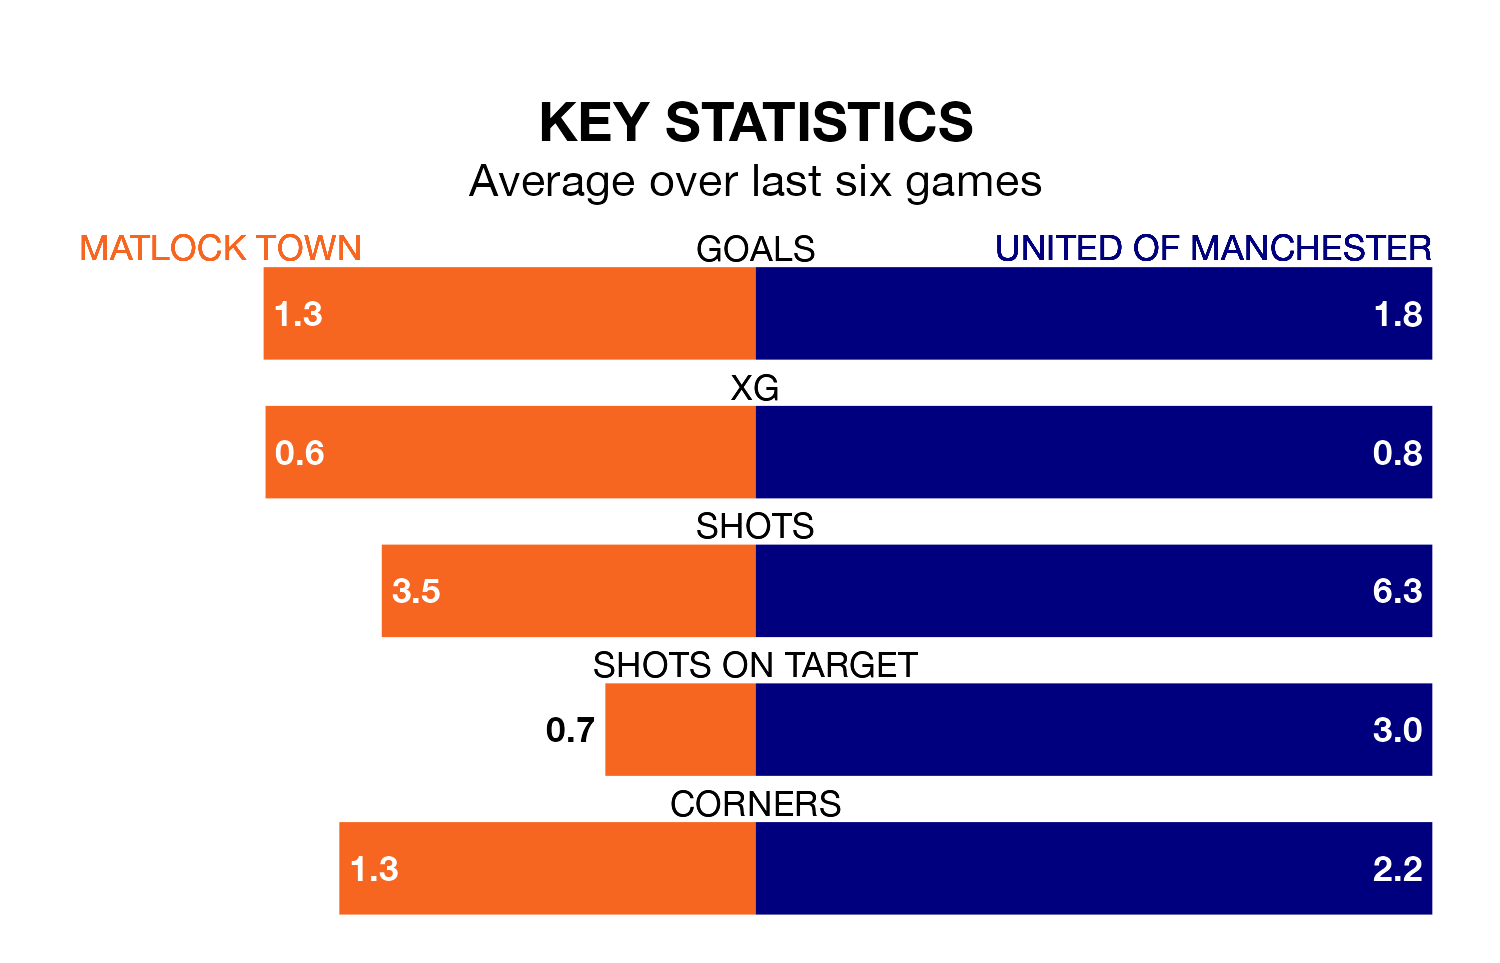 KEY STATISTICS
Average over last six games
MATLOCK TOWN GOALS UNITED OF MANCHESTER
1.3 1.8
XG
0.6 0.8
SHOTS
3.5 6.3
SHOTS ON TARGET
0.7 3.0
CORNERS
1.3 2.2